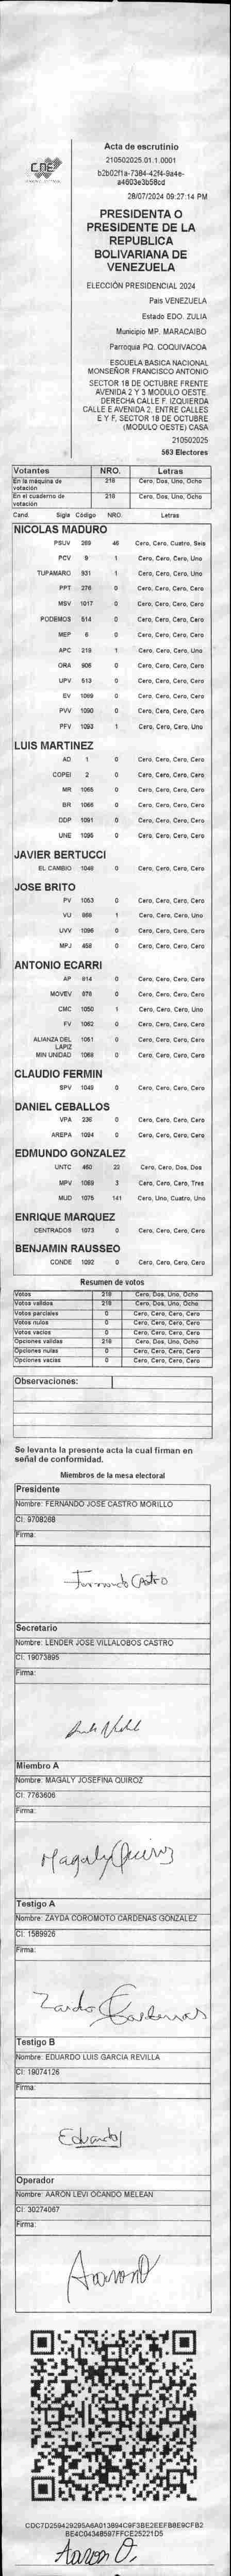 CNE
Acta de escrutinio
210502025.01.1.0001
b2b02f1a-7384-42f4-9a4e-
a4603e3b58cd
28/07/2024 09:27:14 PM
PRESIDENTA O
PRESIDENTE DE LA
REPUBLICA
BOLIVARIANA DE
VENEZUELA
ELECCIÓN PRESIDENCIAL 2024
Pais VENEZUELA
Estado EDO. ZULIA
Municipio MP. MARACAIBO
Parroquia PQ. COQUIVACOA
ESCUELA BASICA NACIONAL
MONSEÑOR FRANCISCO ANTONIO
SECTOR 18 DE OCTUBRE FRENTE
AVENIDA 2 Y 3 MODULO OESTE.
DERECHA CALLE F. IZQUIERDA
CALLE E AVENIDA 2. ENTRE CALLES
E Y F, SECTOR 18 DE OCTUBRE
(MODULO OESTE) CASA
210502025
563 Electores
Votantes NRO. Letras
En la máquina de votación 218 Cero, Dos, Uno, Ocho
En el cuaderno de votación 218 Cero, Dos, Uno, Ocho
Cand. Sigla Código NRO. Letras
NICOLAS MADURO
PSUV 269 46 Cero, Cero, Cuatro, Seis
PCV 9 1 Cero, Cero, Cero, Uno
TUPAMARO 931 1 Cero, Cero, Cero, Uno
PPT 276 0 Cero, Cero, Cero, Cero
MSV 1017 0 Cero, Cero, Cero, Cero
PODEMOS 514 0 Cero, Cero, Cero, Cero
MEP 6 0 Cero, Cero, Cero, Cero
APC 218 1 Cero, Cero, Cero, Uno
ORA 906 0 Cero, Cero, Cero, Cero
UPV 513 0 Cero, Cero, Cero, Cero
EV 1069 0 Cero, Cero, Cero, Cero
PVV 1090 0 Cero, Cero, Cero, Cero
PFV 1093 1 Cero, Cero, Cero, Uno
LUIS MARTINEZ
AD 1 0 Cero, Cero, Cero, Cero
COPEI 2 0 Cero, Cero, Cero, Cero
MR 1065 0 Cero, Cero, Cero, Cero
BR 1066 0 Cero, Cero, Cero, Cero
DDP 1091 0 Cero, Cero, Cero, Cero
UNE 1095 0 Cero, Cero, Cero, Cero
JAVIER BERTUCCI
EL CAMBIO 1046 0 Cero, Cero, Cero, Cero
JOSE BRITO
PV 1053 0 Cero, Cero, Cero, Cero
VU 868 1 Cero, Cero, Cero, Uno
UVV 1096 0 Cero, Cero, Cero, Cero
MPJ 458 0 Cero, Cero, Cero, Cero
ANTONIO ECARRI
AP 914 0 Cero, Cero, Cero, Cero
MOVEV 978 0 Cero, Cero, Cero, Cero
CMC 1050 1 Cero, Cero, Cero, Uno
FV 1062 0 Cero, Cero, Cero, Cero
ALIANZA DEL LAPIZ 1061 0 Cero, Cero, Cero, Cero
MIN UNIDAD 1068 0 Cero, Cero, Cero, Cero
CLAUDIO FERMIN
SPV 1049 0 Cero, Cero, Cero, Cero
DANIEL CEBALLOS
VPA 236 0 Cero, Cero, Cero, Cero
AREPA 1094 0 Cero, Cero, Cero, Cero
EDMUNDO GONZALEZ
UNTC 460 22 Cero, Cero, Dos, Dos
MPV 1069 3 Cero, Cero, Cero, Tres
MUD 1075 141 Cero, Uno, Cuatro, Uno
ENRIQUE MARQUEZ
CENTRADOS 1073 0 Cero, Cero, Cero, Cero
BENJAMIN RAUSSEO
CONDE 1092 0 Cero, Cero, Cero, Cero
Resumen de votos
Votos 218 Cero, Dos, Uno, Ocho
Votos validos 218 Cero, Dos, Uno, Ocho
Votos parciales 0 Cero, Cero, Cero, Cero
Votos nulos 0 Cero, Cero, Cero, Cero
Votos vacios 0 Cero, Cero, Cero, Cero
Opciones validas 218 Cero, Dos, Uno, Ocho
Opciones nulas 0 Cero, Cero, Cero, Cero
Opciones vacias 0 Cero, Cero, Cero, Cero
Observaciones:
Se levanta la presente acta la cual firman en
señal de conformidad.
Miembros de la mesa electoral
Presidente
Nombre: FERNANDO JOSE CASTRO MORILLO
CI: 9708268
Firma:
Fernando Castro
Secretario
Nombre: LENDER JOSE VILLALOBOS CASTRO
CI: 19073895
Firma:
Miembro A
Nombre: MAGALY JOSEFINA QUIROZ
CI: 7763606
Firma:
Magaly Quiroz
Testigo A
Nombre: ZAYDA COROMOTO CARDENAS GONZALEZ
CI: 1589926
Firma:
Zaida Cardenas
Testigo B
Nombre: EDUARDO LUIS GARCIA REVILLA
CI: 19074126
Firma:
Eduardo
Operador
Nombre: AARON LEVI OCANDO MELEAN
CI: 30274067
Firma:
Aaron O
CDC7D259429295A6A013894C9F3BE2EEFB8E9CFB2
BE4C04348597FFCE25221D5
Aaron O.